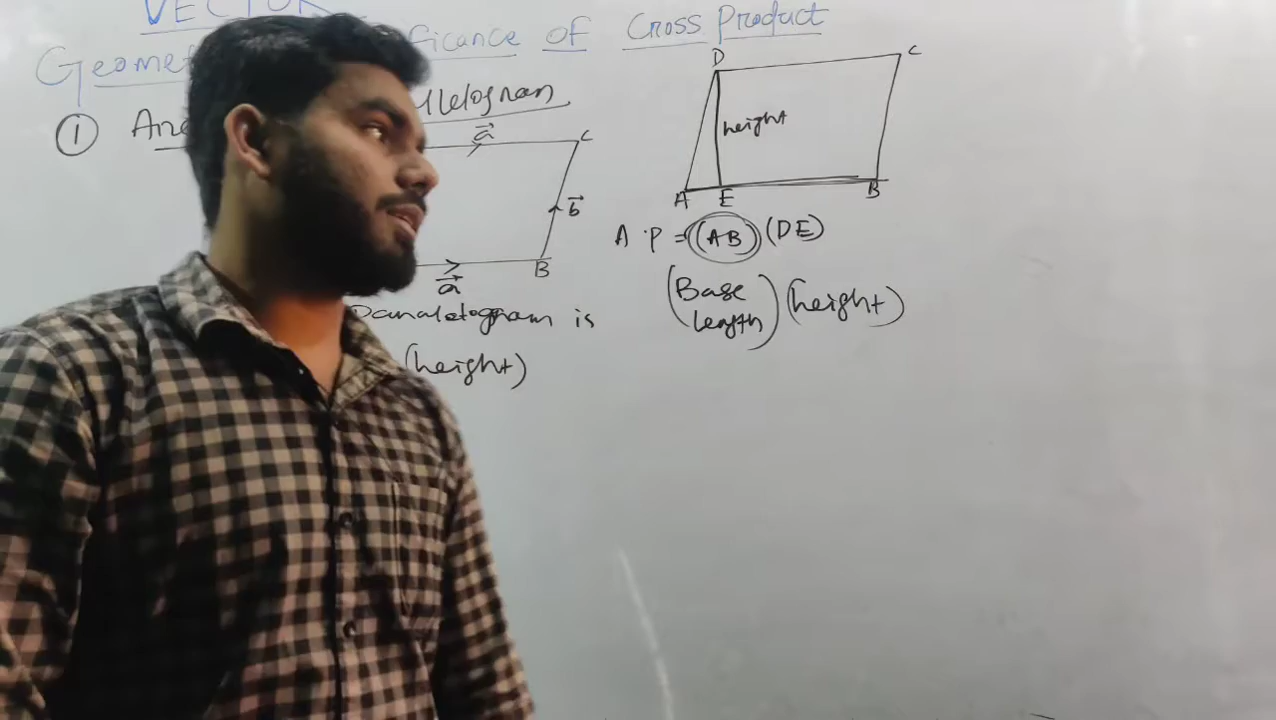 VECTOR
Geomet ficance of Cross Product
① Are llelogram
a⃗
C
b⃗
a⃗
B
Parallelogram is
(height)
D C
height
A E B
A . P = (AB) (DE)
(Base length) (height)